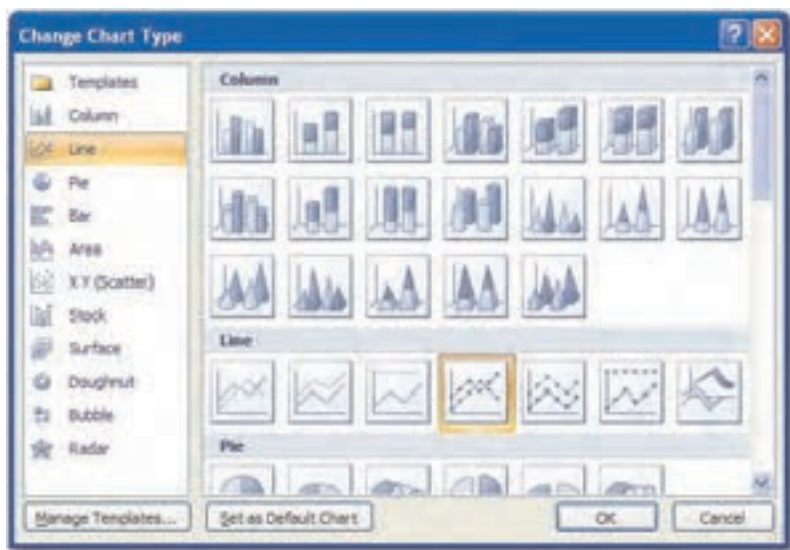 Change Chart Type
Templates
Column
Line
Pie
Bar
Area
X Y (Scatter)
Stock
Surface
Doughnut
Bubble
Radar
Column
Line
Pie
Manage Templates...
Set as Default Chart
OK
Cancel